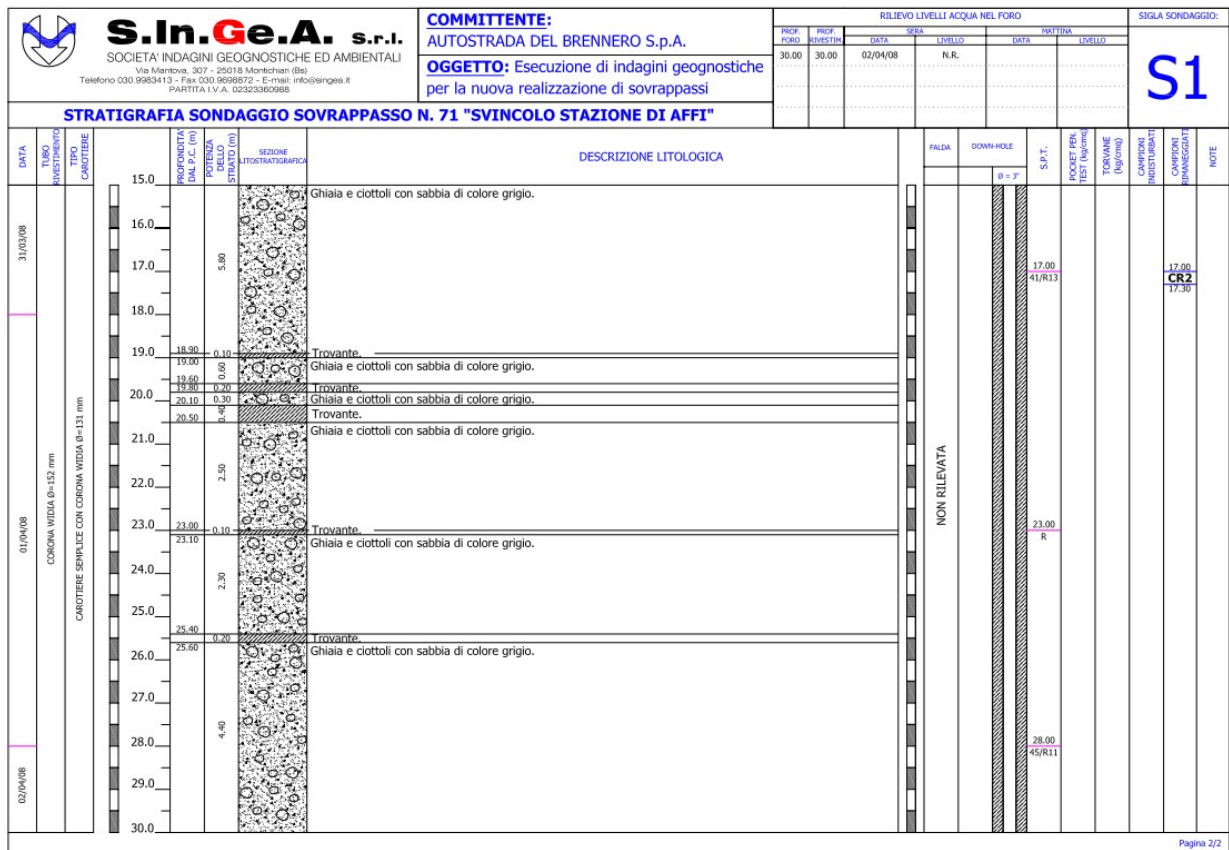 S.In.Ge.A. S.r.l.
SOCIETA' INDAGINI GEOGNOSTICHE ED AMBIENTALI
Via Mantova, 307 - 25018 Montichiari (Bs)
Telefono 030.9983413 - Fax 030.9698872 - E-mail: info@singea.it
PARTITA I.V.A. 02323360988
COMMITTENTE:
AUTOSTRADA DEL BRENNERO S.p.A.
OGGETTO: Esecuzione di indagini geognostiche
per la nuova realizzazione di sovrappassi
RILIEVO LIVELLI ACQUA NEL FORO
PROF. FORO
PROF. RIVESTIM.
SERA
MATTINA
DATA
LIVELLO
DATA
LIVELLO
30.00 30.00 02/04/08 N.R.
SIGLA SONDAGGIO:
S1
STRATIGRAFIA SONDAGGIO SOVRAPPASSO N. 71 "SVINCOLO STAZIONE DI AFFI"
DATA
TUBO RIVESTIMENTO
TIPO CAROTIERE
PROFONDITA' DAL P.C. (m)
POTENZA DELLO STRATO (m)
SEZIONE LITOSTRATIGRAFICA
DESCRIZIONE LITOLOGICA
FALDA
DOWN-HOLE
Ø = 3"
S.P.T.
POCKET PEN. TEST (kg/cmq)
TORVANE (kg/cmq)
CAMPIONI INDISTURBATI
CAMPIONI RIMANEGGIATI
NOTE
31/03/08
01/04/08
02/04/08
CORONA WIDIA Ø=152 mm
CAROTIERE SEMPLICE CON CORONA WIDIA Ø=131 mm
15.0
16.0
17.0
18.0
19.0
20.0
21.0
22.0
23.0
24.0
25.0
26.0
27.0
28.0
29.0
30.0
5.80
Ghiaia e ciottoli con sabbia di colore grigio.
18.90 0.10 Trovante.
19.00 0.60 Ghiaia e ciottoli con sabbia di colore grigio.
19.60
19.80 0.20 Trovante.
20.10 0.30 Ghiaia e ciottoli con sabbia di colore grigio.
0.40 Trovante.
20.50
Ghiaia e ciottoli con sabbia di colore grigio.
2.50
23.00 0.10 Trovante.
23.10
Ghiaia e ciottoli con sabbia di colore grigio.
2.30
25.40
0.20 Trovante.
25.60
Ghiaia e ciottoli con sabbia di colore grigio.
4.40
NON RILEVATA
17.00
41/R13
23.00
R
28.00
45/R11
17.00
CR2
17.30
Pagina 2/2